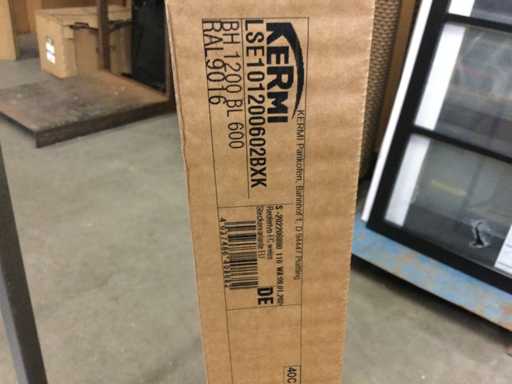 KERMI
KERMI Pankofen, Bahnhof 1, D 94447 Plattling
LSE101200602BXK
BH 1200 BL 600
RAL9016
DE
40C